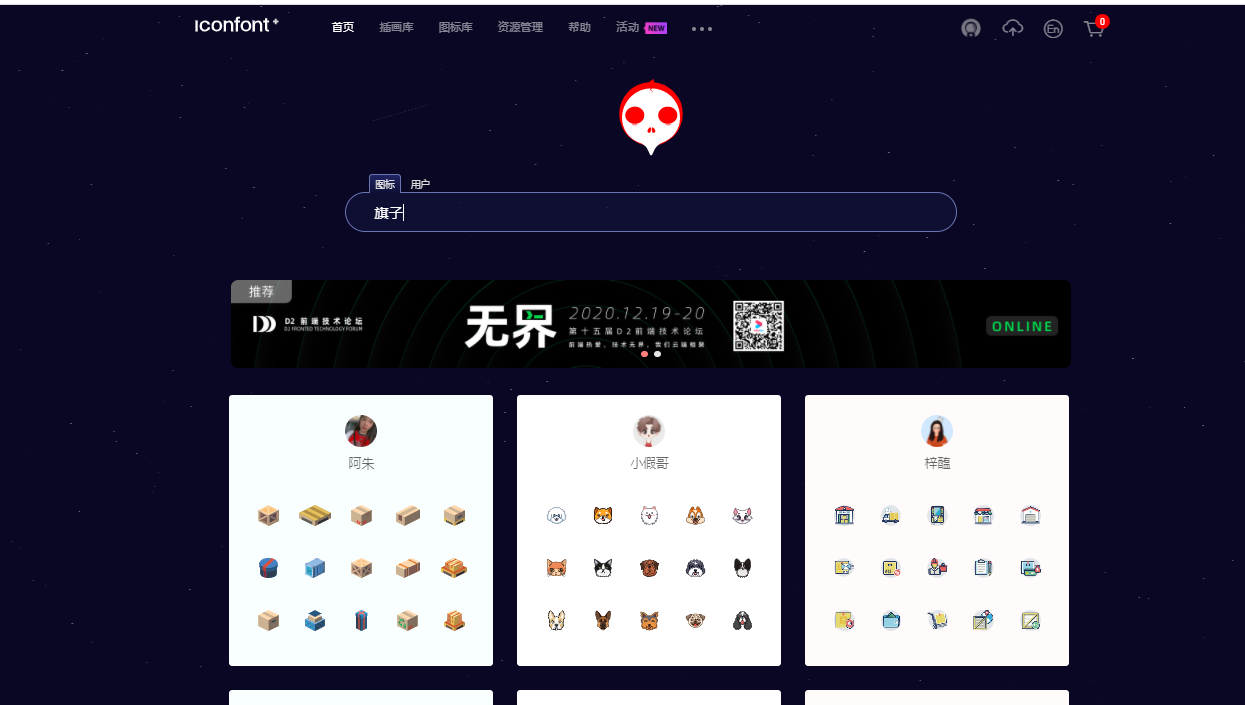 iconfont+
首页 插画库 图标库 资源管理 帮助 活动 NEW
En
0
图标 用户
旗子
推荐
D2 前端技术论坛
D2 FRONTED TECHNOLOGY FORUM
无界
2020.12.19-20
第十五届D2前端技术论坛
前端热爱，技术无界，我们云端相聚
ONLINE
阿朱
小假哥
梓醢